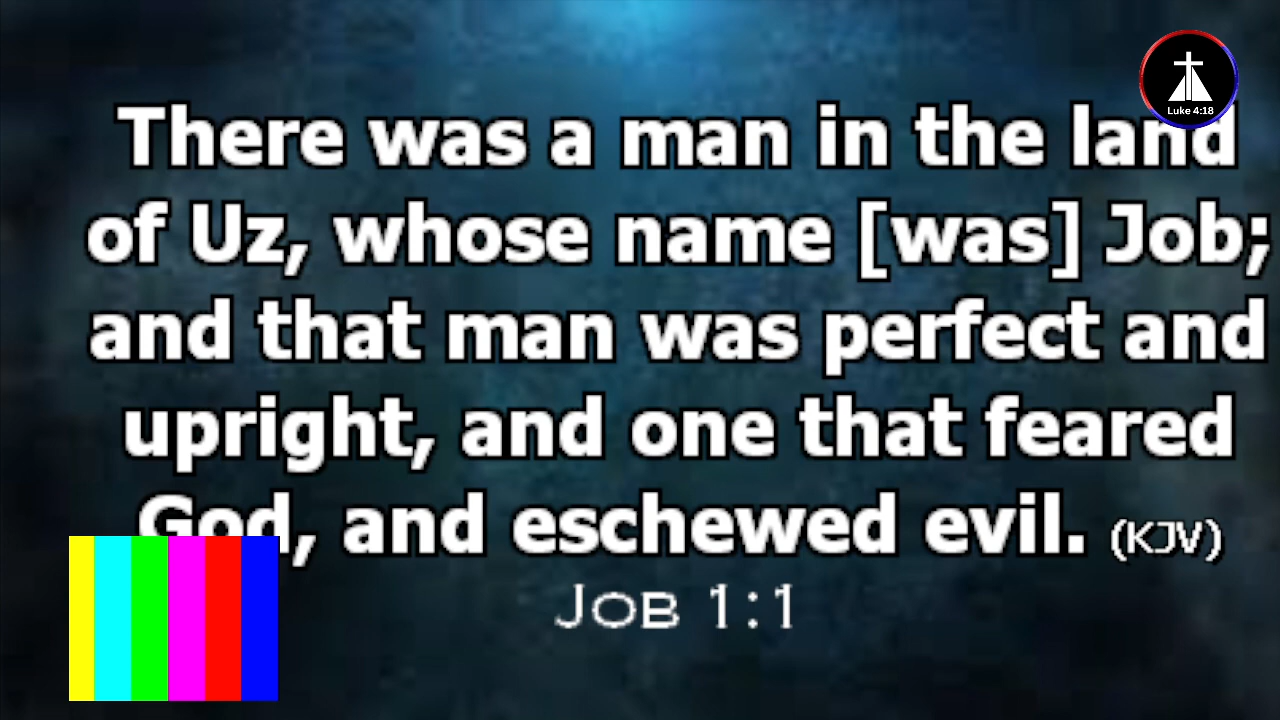 Luke 4:18
There was a man in the land
of Uz, whose name [was] Job;
and that man was perfect and
upright, and one that feared
God, and eschewed evil. (KJV)
JOB 1:1